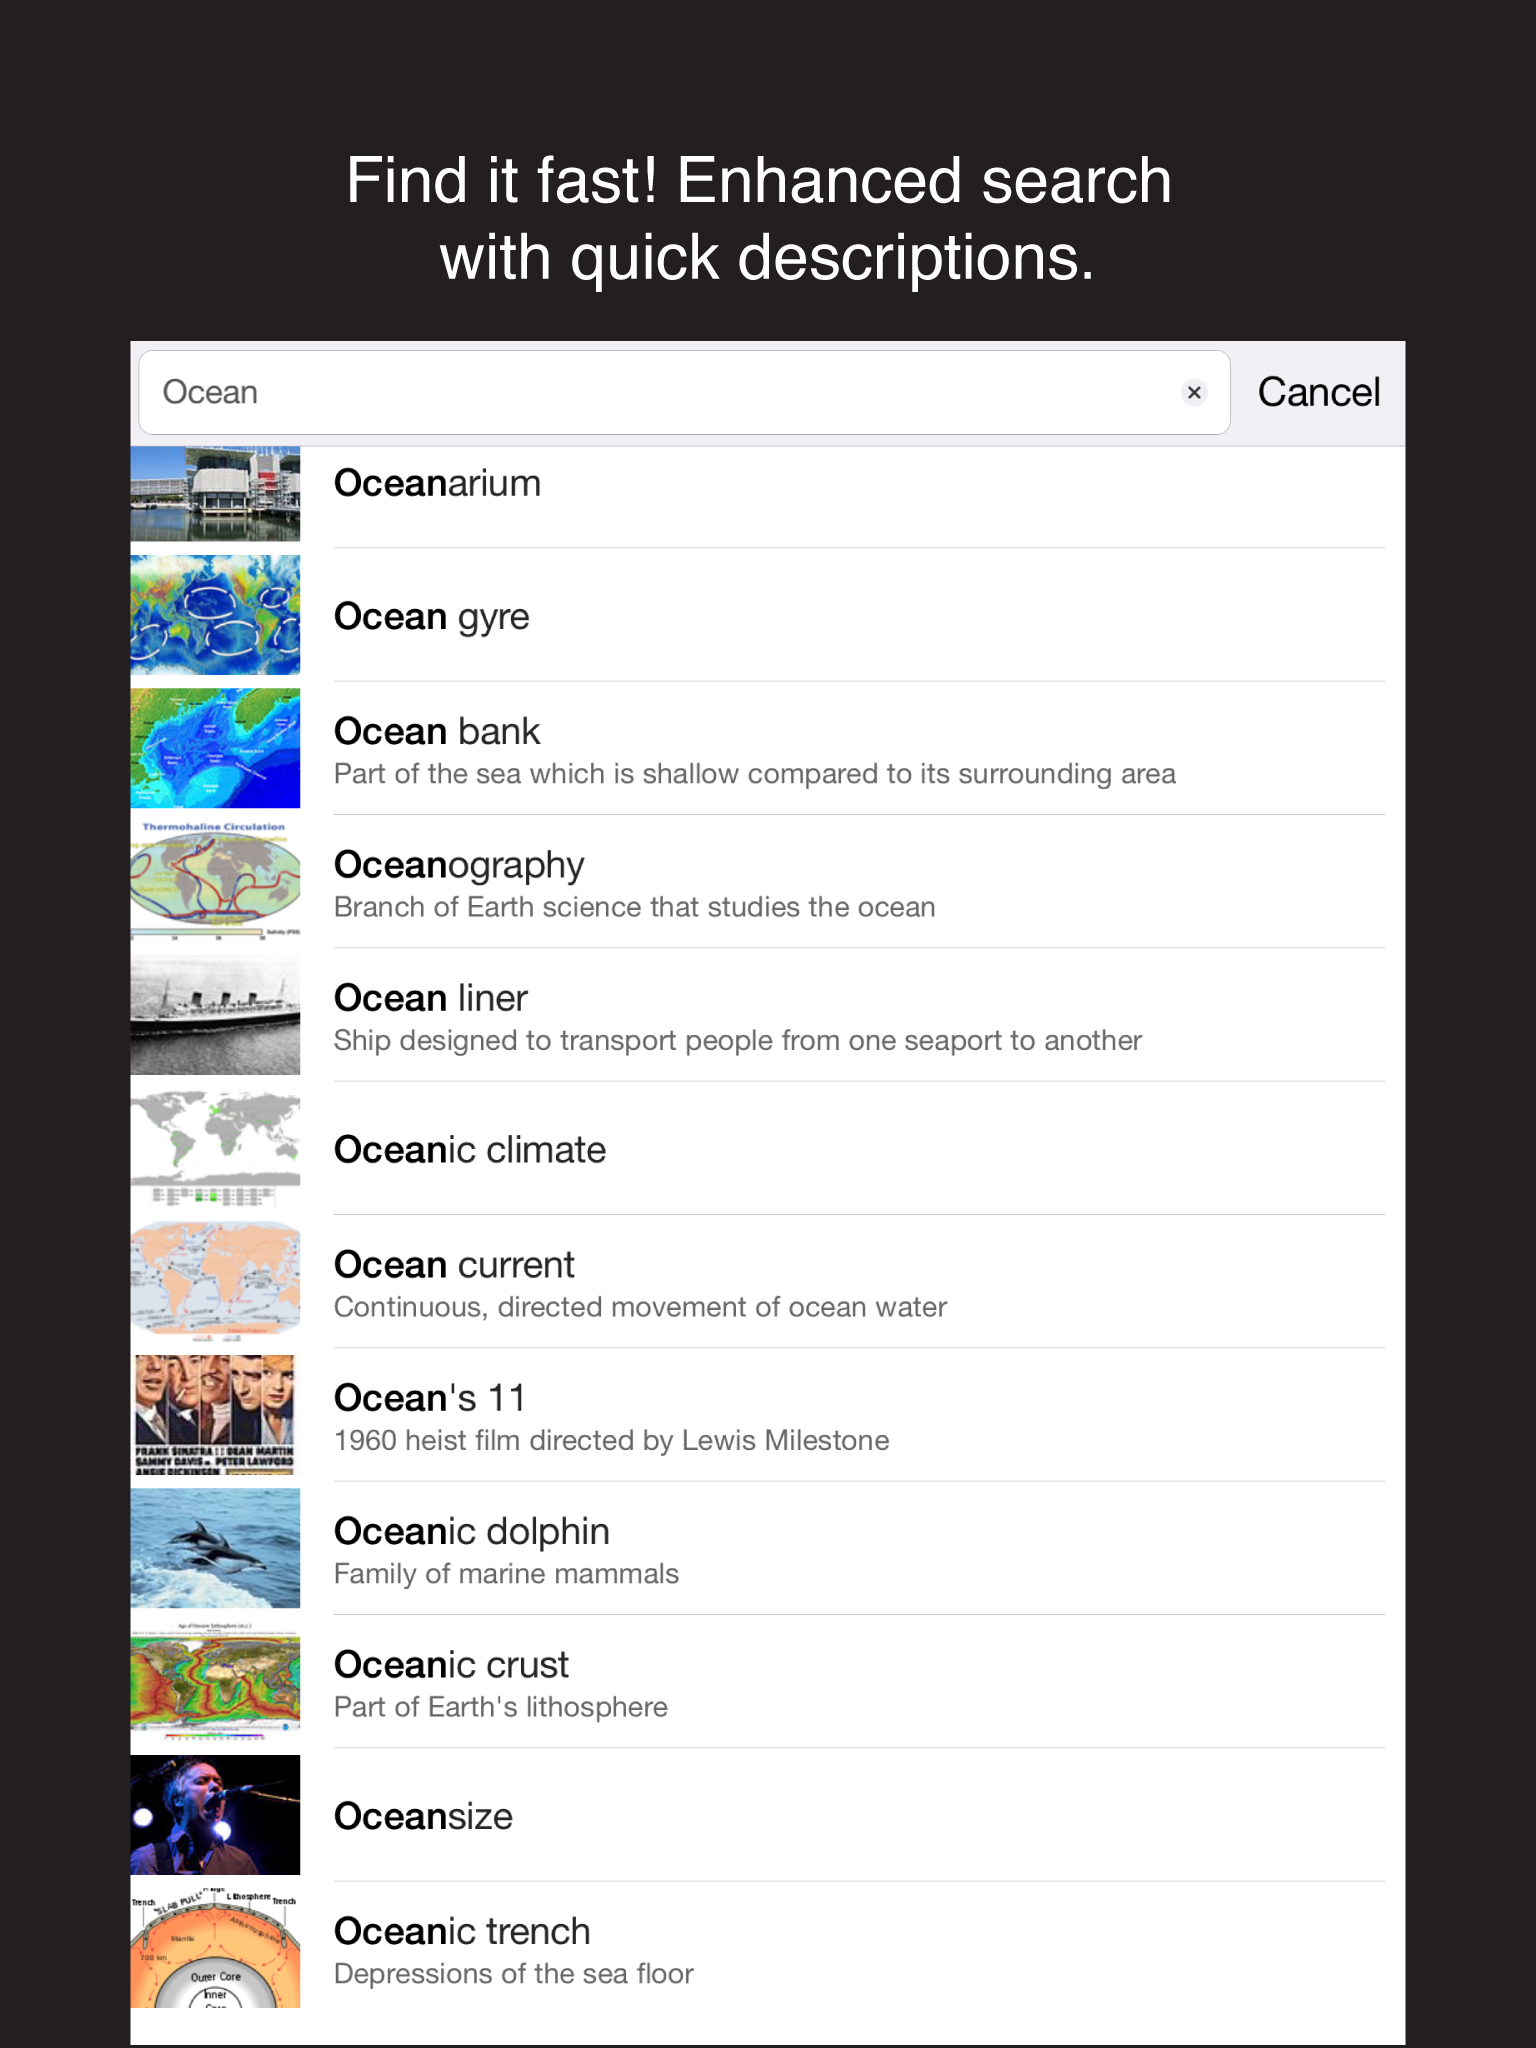 Find it fast! Enhanced search
with quick descriptions.
Ocean
Cancel
Oceanarium
Ocean gyre
Ocean bank
Part of the sea which is shallow compared to its surrounding area
Thermohaline Circulation
Oceanography
Branch of Earth science that studies the ocean
Ocean liner
Ship designed to transport people from one seaport to another
Oceanic climate
Ocean current
Continuous, directed movement of ocean water
Ocean's 11
1960 heist film directed by Lewis Milestone
FRANK SINATRA DEAN MARTIN
SAMMY DAVIS JR. PETER LAWFORD
ANGIE DICKINSON
Oceanic dolphin
Family of marine mammals
Oceanic crust
Part of Earth's lithosphere
Oceansize
Trench "SLAB PULL" Lithosphere Trench
Mantle
700 km
Outer Core
Inner
Oceanic trench
Depressions of the sea floor